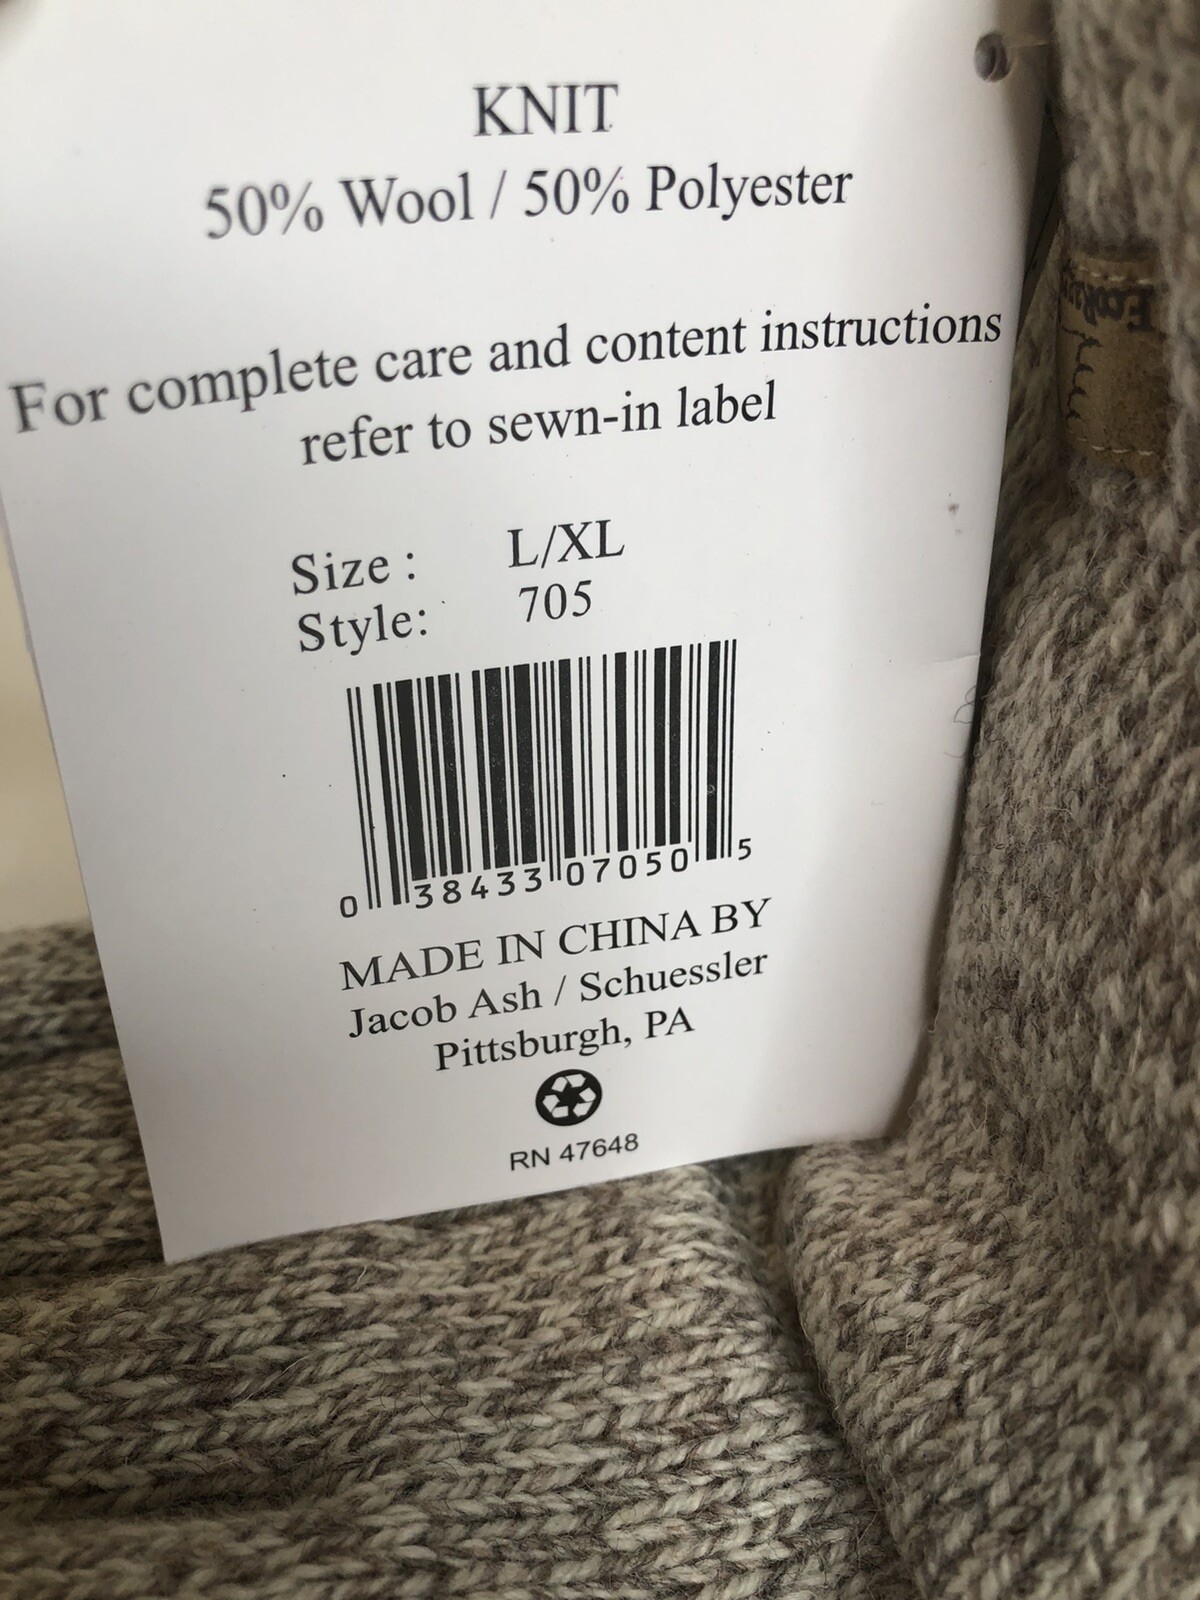 KNIT
50% Wool / 50% Polyester
For complete care and content instructions
refer to sewn-in label
Size : L/XL
Style: 705
0 38433 07050 5
MADE IN CHINA BY
Jacob Ash / Schuessler
Pittsburgh, PA
RN 47648